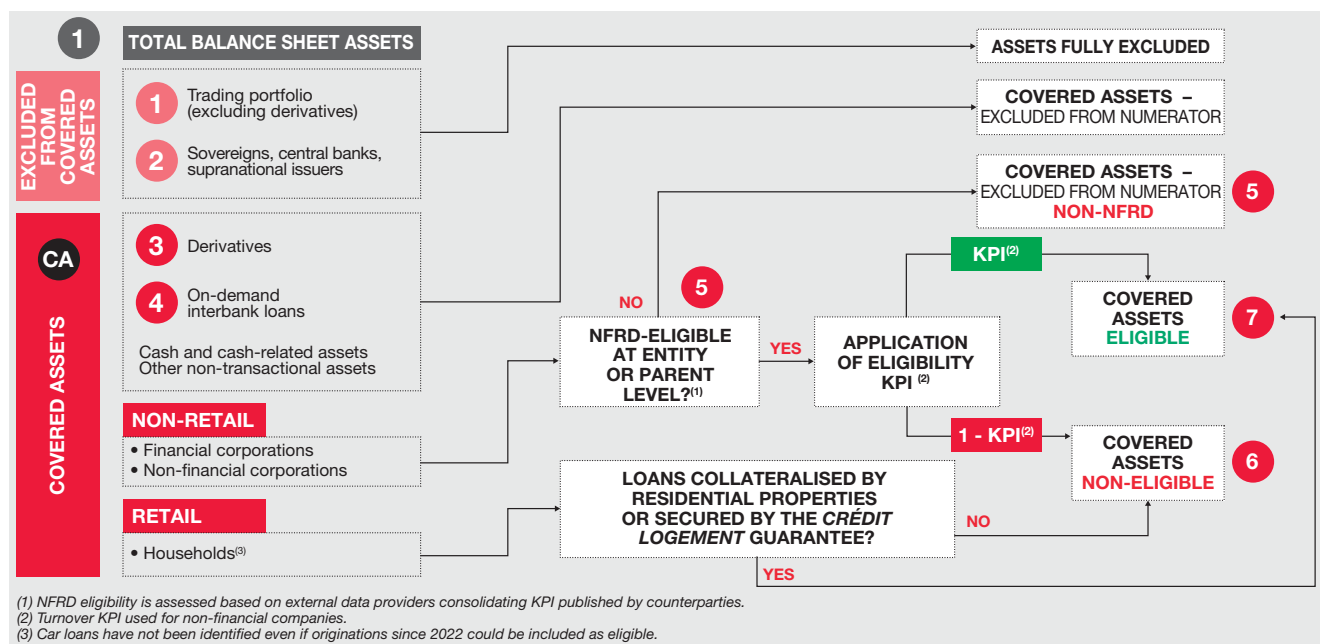 1
TOTAL BALANCE SHEET ASSETS
EXCLUDED
FROM
COVERED
ASSETS
1
Trading portfolio
(excluding derivatives)
2
Sovereigns, central banks,
supranational issuers
ASSETS FULLY EXCLUDED
COVERED ASSETS –
EXCLUDED FROM NUMERATOR
COVERED ASSETS –
EXCLUDED FROM NUMERATOR
NON-NFRD
5
CA
COVERED ASSETS
3
Derivatives
4
On-demand
interbank loans
Cash and cash-related assets
Other non-transactional assets
NON-RETAIL
• Financial corporations
• Non-financial corporations
RETAIL
• Households(3)
NO
5
NFRD-ELIGIBLE
AT ENTITY
OR PARENT
LEVEL?(1)
YES
APPLICATION
OF ELIGIBILITY
KPI (2)
KPI(2)
COVERED
ASSETS
ELIGIBLE
7
1 - KPI(2)
COVERED
ASSETS
NON-ELIGIBLE
6
LOANS COLLATERALISED BY
RESIDENTIAL PROPERTIES
OR SECURED BY THE CRÉDIT
LOGEMENT GUARANTEE?
NO
YES
(1) NFRD eligibility is assessed based on external data providers consolidating KPI published by counterparties.
(2) Turnover KPI used for non-financial companies.
(3) Car loans have not been identified even if originations since 2022 could be included as eligible.